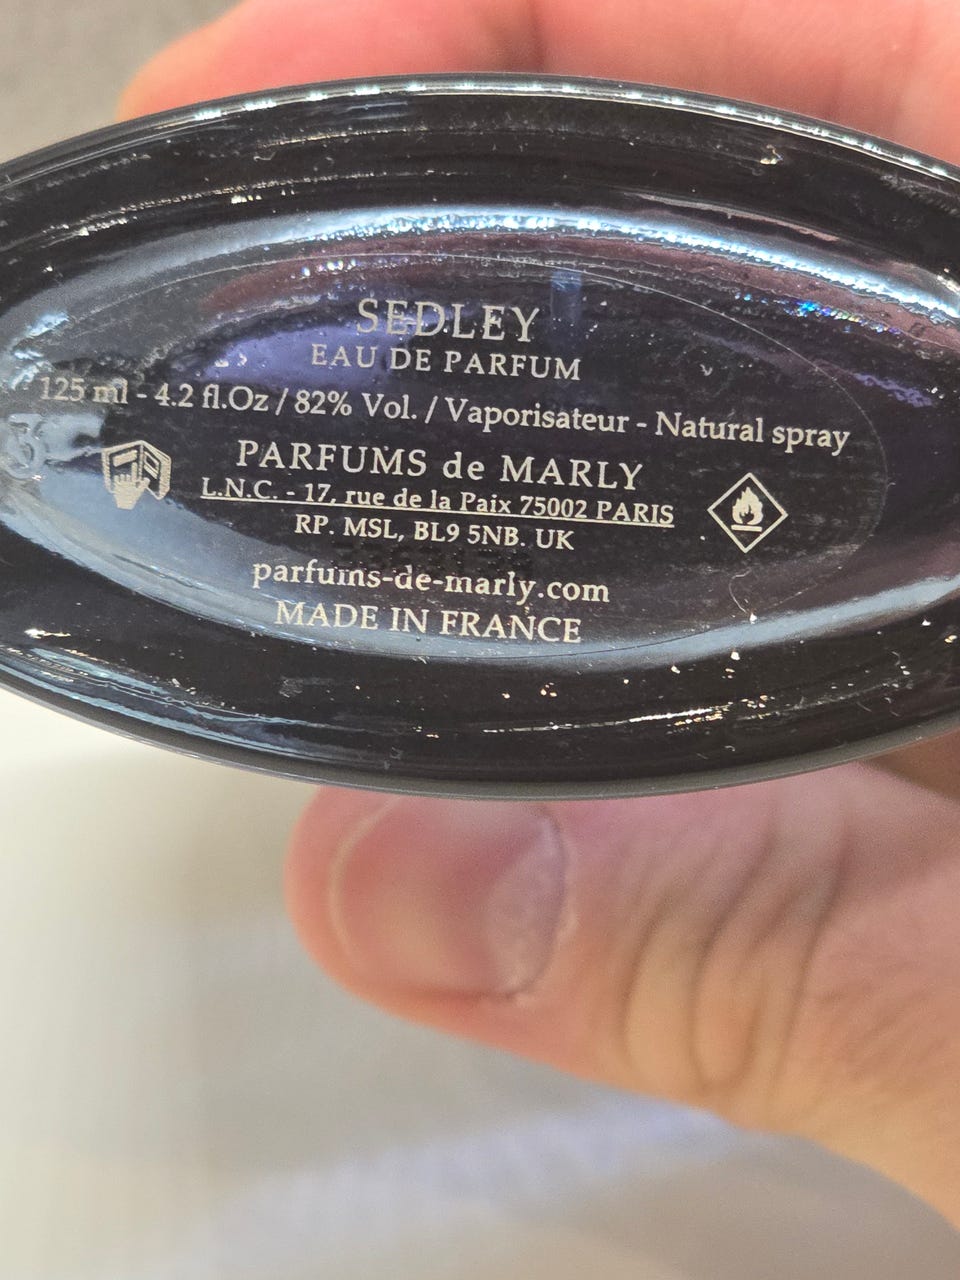 SEDLEY
EAU DE PARFUM
125 ml - 4.2 fl.Oz / 82% Vol. / Vaporisateur - Natural spray
PARFUMS de MARLY
L.N.C. - 17, rue de la Paix 75002 PARIS
RP. MSL, BL9 5NB. UK
parfums-de-marly.com
MADE IN FRANCE